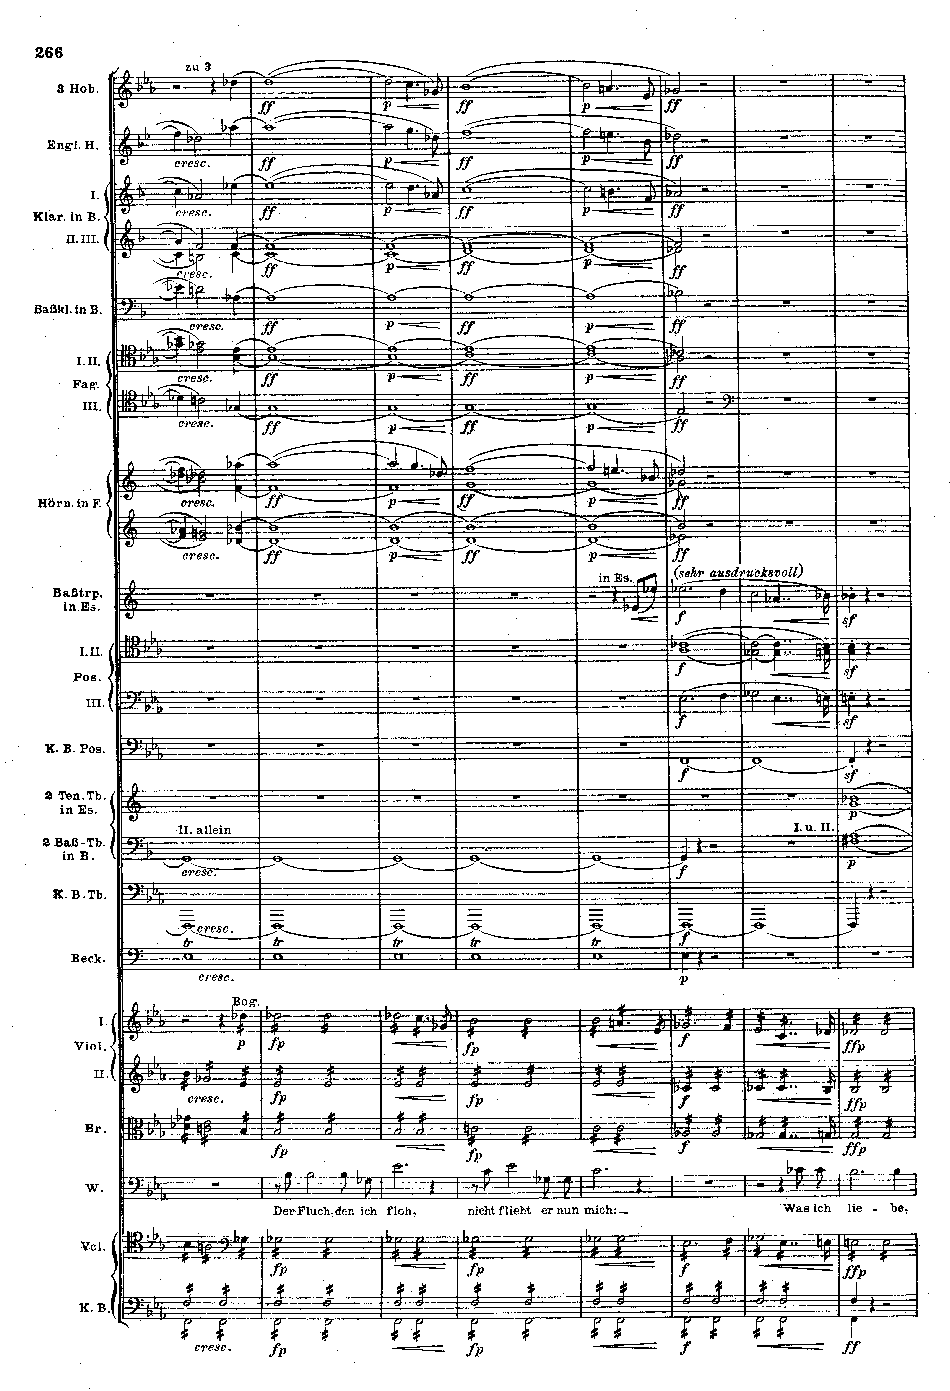 266
zu 3
3 Hob.
ff p ff p ff
Engl. H.
cresc. ff p ff p ff
I.
Klar. in B.
cresc. ff p ff p ff
II. III.
cresc. ff p ff p ff
Baßkl. in B.
cresc. ff p ff p ff
I. II.
cresc. ff p ff p ff
Fag.
III.
cresc. ff p ff p ff
Hörn. in F.
cresc. ff p ff p ff
cresc. ff p ff p ff
in Es. (sehr ausdrucksvoll)
Baßtrp.
in Es.
f sf
I. II.
f sf
Pos.
III.
f sf
K. B. Pos.
f sf
2 Ten. Tb.
in Es.
p
II. allein I. u. II.
2 Baß-Tb.
in B.
cresc. f p
K. B. Tb.
cresc. f
tr tr tr tr tr
Beck.
cresc. p
Bog.
I.
p fp fp f ffp
Viol.
II.
cresc. fp fp f ffp
Br.
fp fp f ffp
W.
Der Fluch, den ich floh, nicht flieht er nun mich:— Was ich lie - be,
Vcl.
fp fp f ffp
K. B.
cresc. fp fp f ff